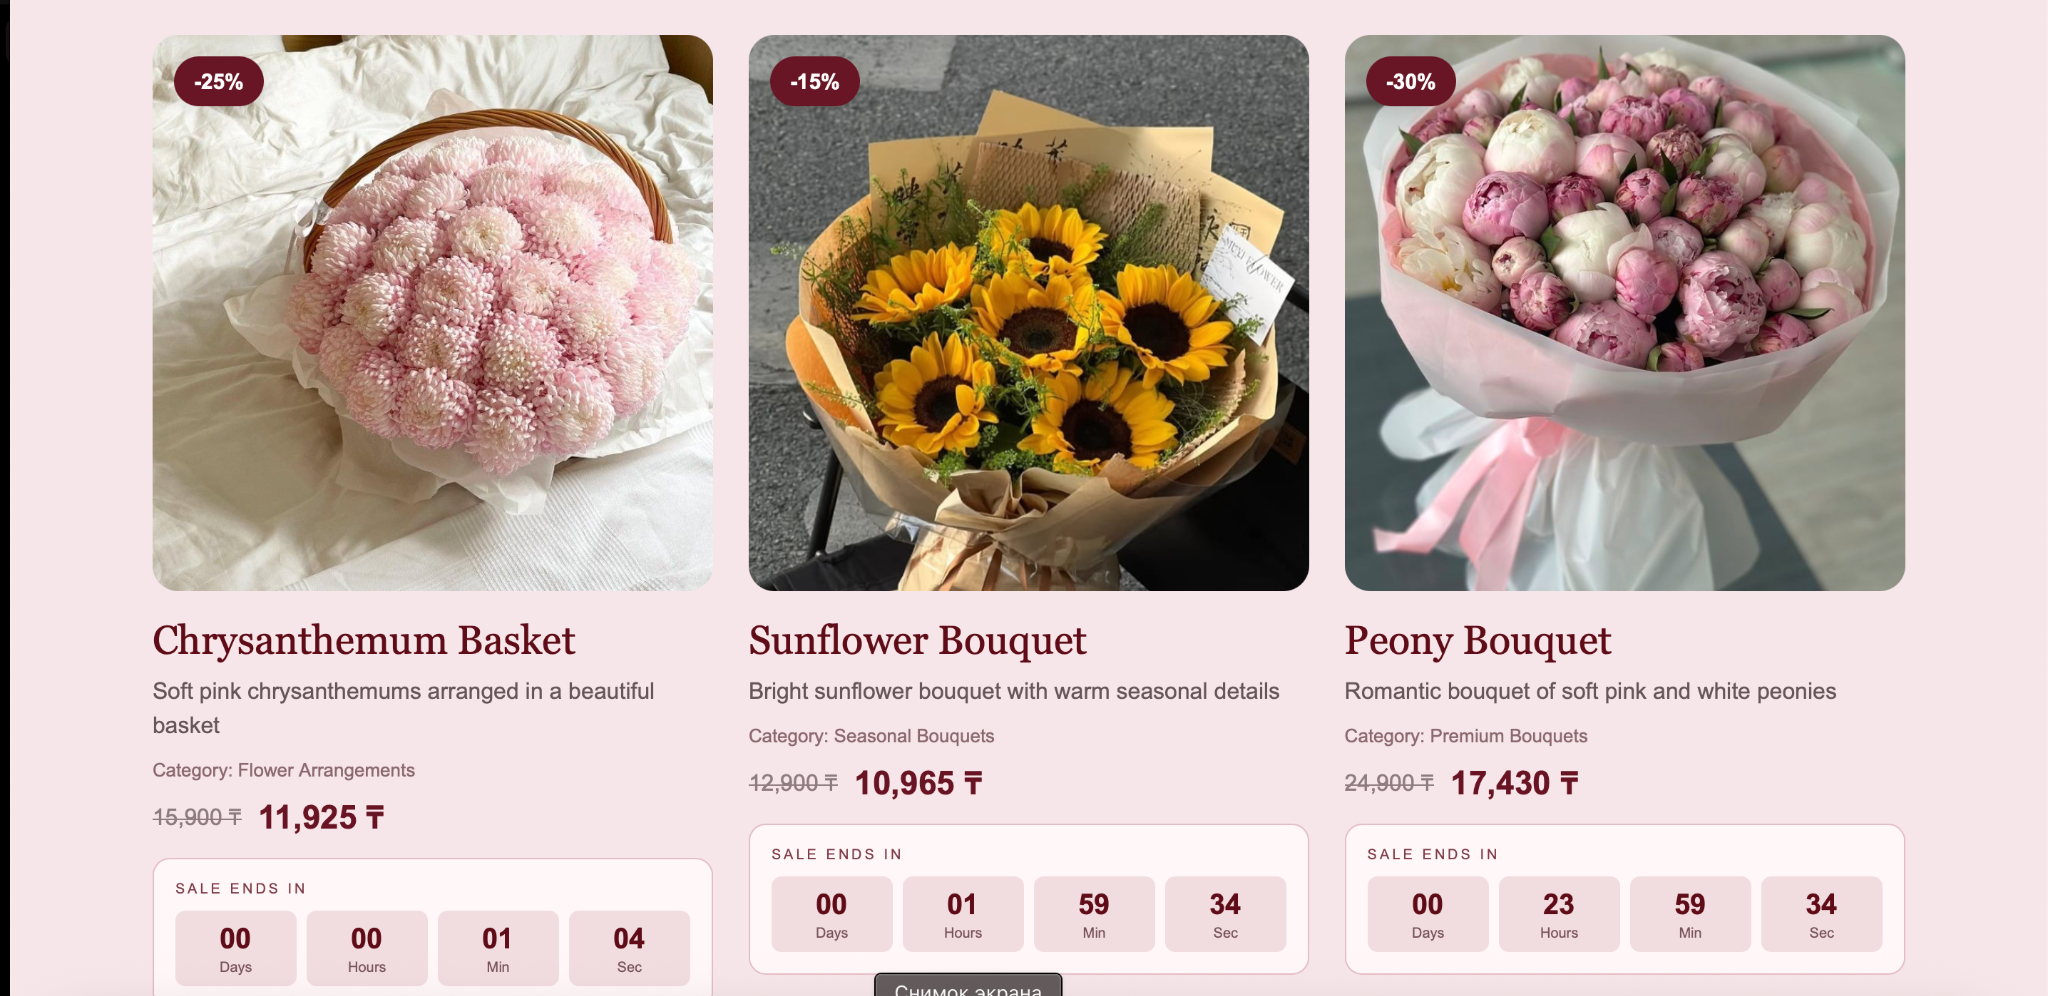 -25%
-15%
-30%
Chrysanthemum Basket
Soft pink chrysanthemums arranged in a beautiful
basket
Category: Flower Arrangements
15,900 ₸ 11,925 ₸
SALE ENDS IN
00 00 01 04
Days Hours Min Sec
Sunflower Bouquet
Bright sunflower bouquet with warm seasonal details
Category: Seasonal Bouquets
12,900 ₸ 10,965 ₸
SALE ENDS IN
00 01 59 34
Days Hours Min Sec
Peony Bouquet
Romantic bouquet of soft pink and white peonies
Category: Premium Bouquets
24,900 ₸ 17,430 ₸
SALE ENDS IN
00 23 59 34
Days Hours Min Sec
Снимок экрана